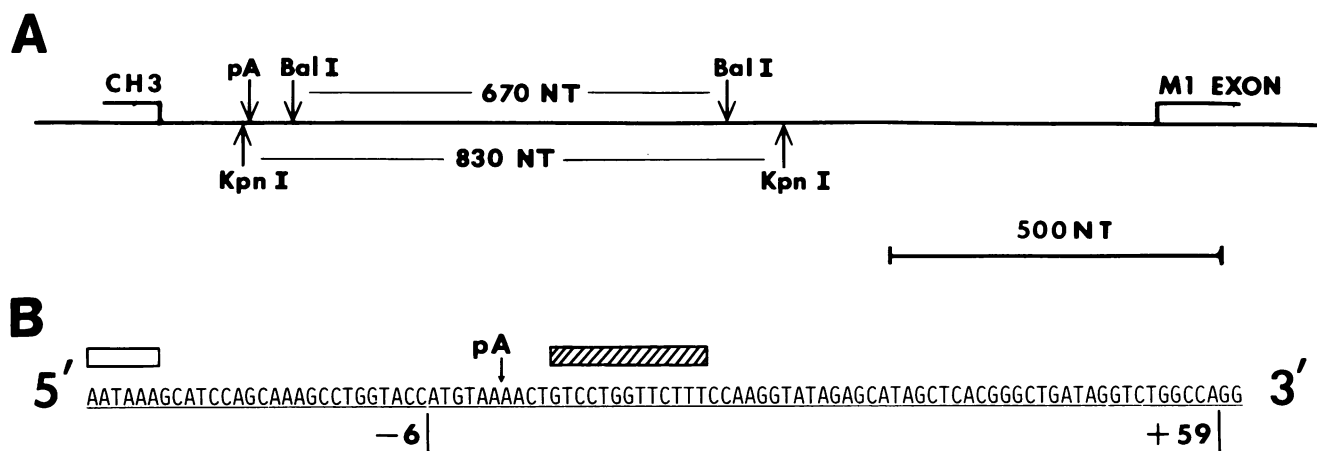 A
CH3 pA Bal I Bal I M1 EXON
670 NT
830 NT
Kpn I Kpn I
500 NT
B
pA
5' AATAAAGCATCCAGCAAAGCCTGGTACCATGTAAAACTGTCCTGGTTCTTTCCAAGGTATAGAGCATAGCTCACGGGCTGATAGGTCTGGCCAGG 3'
-6 +59